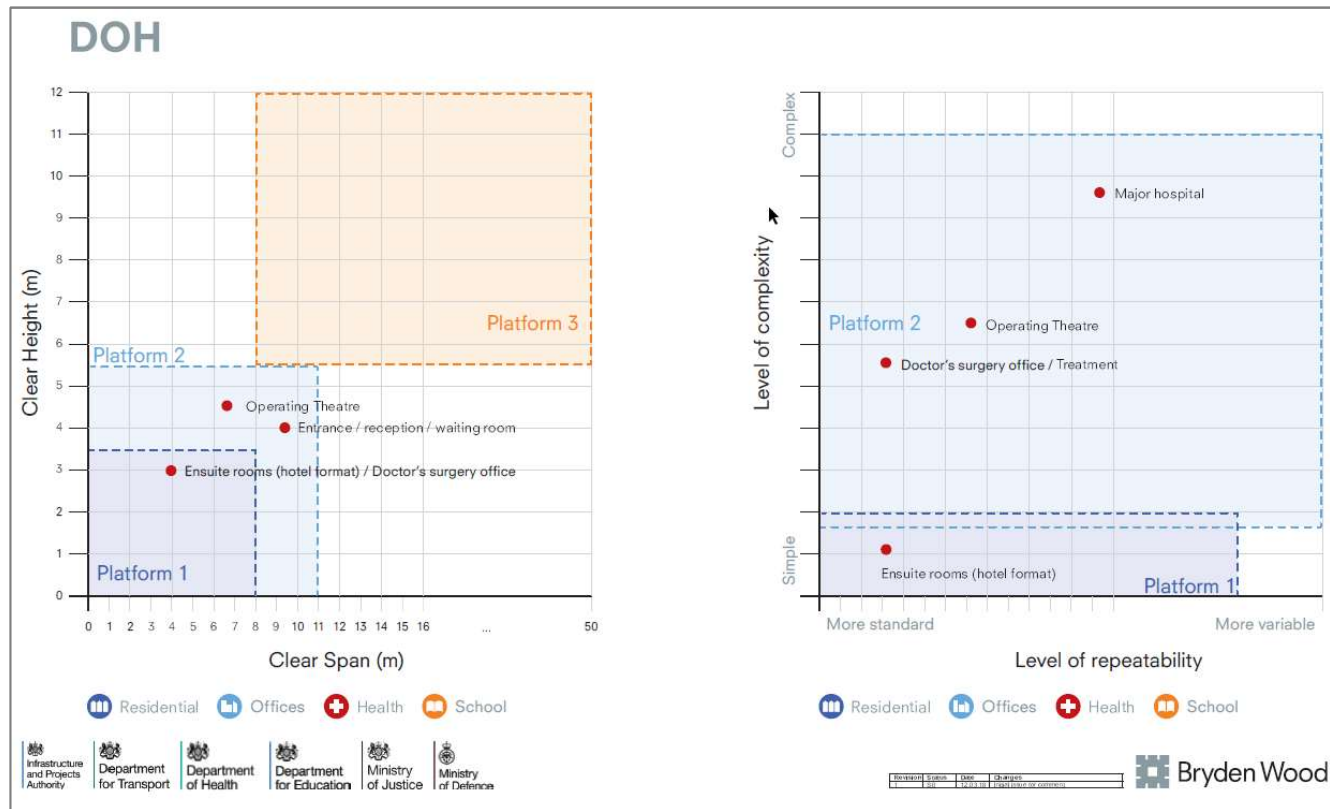 DOH
12
11
10
9
8
7
6
5
4
3
2
1
0
Clear Height (m)
Platform 3
Platform 2
Operating Theatre
Entrance / reception / waiting room
Ensuite rooms (hotel format) / Doctor's surgery office
Platform 1
0 1 2 3 4 5 6 7 8 9 10 11 12 13 14 15 16 ... 50
Clear Span (m)
Residential Offices Health School
Complex
Level of complexity
Simple
Major hospital
Platform 2
Operating Theatre
Doctor's surgery office / Treatment
Ensuite rooms (hotel format)
Platform 1
More standard More variable
Level of repeatability
Residential Offices Health School
Infrastructure
and Projects
Authority
Department
for Transport
Department
of Health
Department
for Education
Ministry
of Justice
Ministry
of Defence
Revision Status Date Changes
1
Bryden Wood